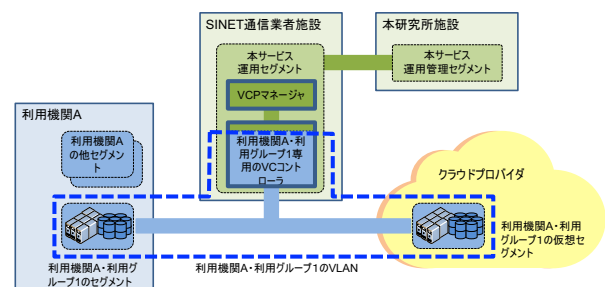 SINET通信業者施設
本研究所施設
本サービス
運用セグメント
本サービス
運用管理セグメント
VCPマネージャ
利用機関A
利用機関A
の他セグメン
ト
利用機関A・利
用グループ1専
用のVCコント
ローラ
クラウドプロバイダ
利用機関A・利用
グループ1の仮想セ
グメント
利用機関A・利用グ
ループ1のセグメント
利用機関A・利用グループ1のVLAN